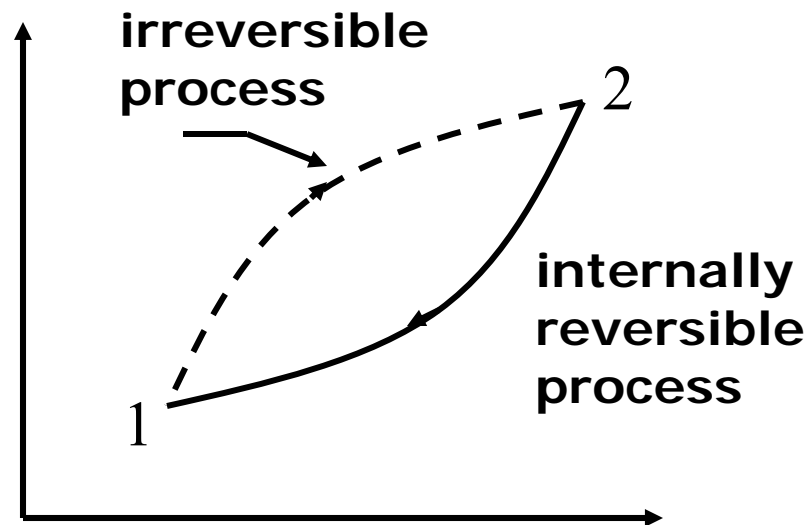 irreversible
process
2
internally
reversible
process
1